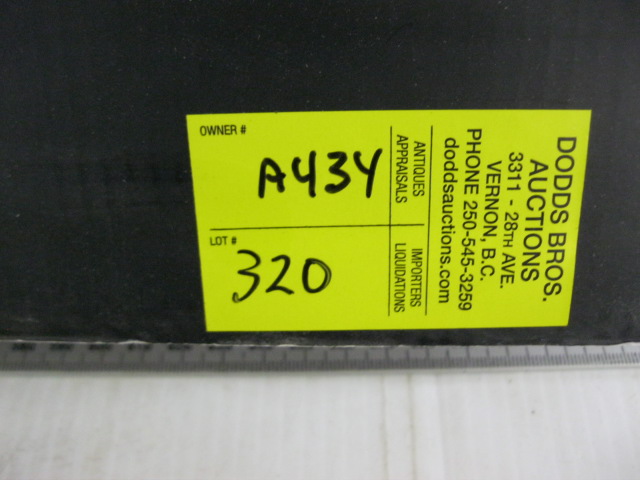 OWNER #
A434
LOT #
320
ANTIQUES
APPRAISALS
IMPORTERS
LIQUIDATIONS
DODDS BROS.
AUCTIONS
3311 - 28TH AVE.
VERNON, B.C.
PHONE 250-545-3259
doddsauctions.com